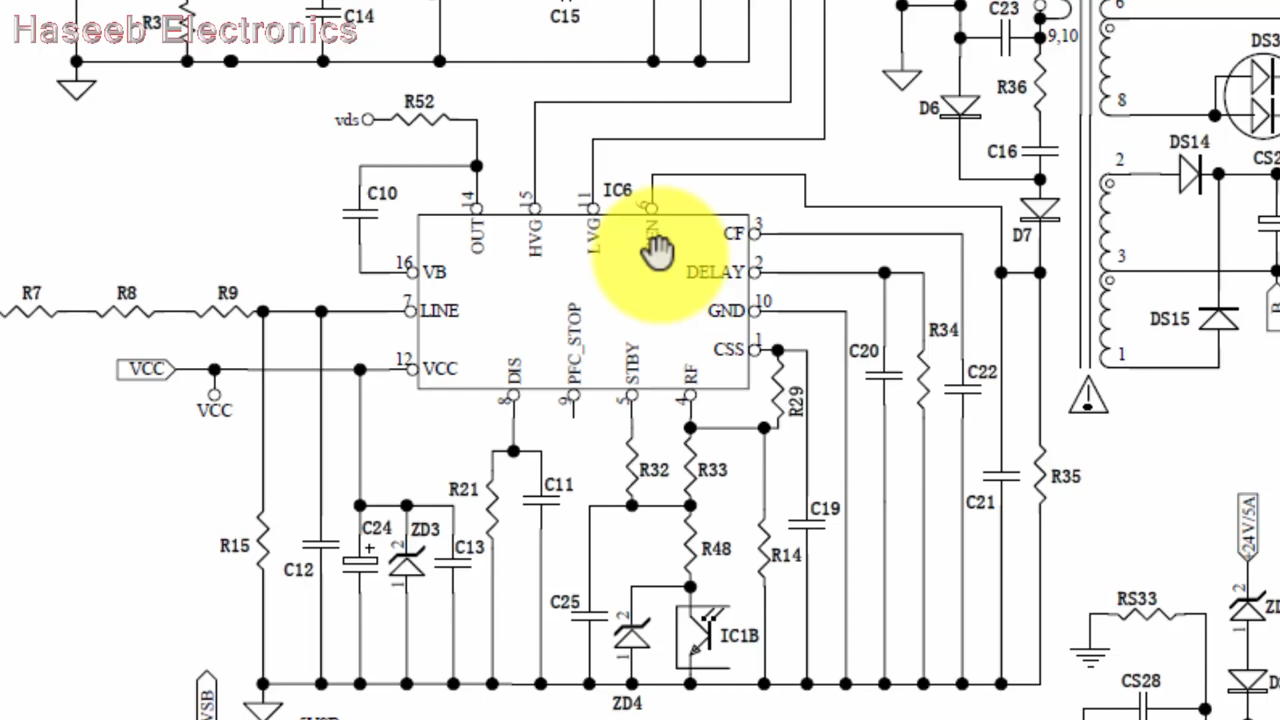 Haseeb Electronics
R3
C14
C15
C23
6
9,10
DS3
R36
D6
8
R52
vds
C16
DS14
2
CS2
C10
14
15
11
IC6
6
OUT
HVG
LVG
CF
3
D7
16
VB
DELAY
2
3
R7
R8
R9
7
LINE
GND
10
DS15
R34
PFC_STOP
CSS
1
C20
1
VCC
12
VCC
DIS
STBY
RF
C22
VCC
8
9
5
4
R29
R32
R33
R35
R21
C11
C21
C19
C24
ZD3
+
2
C13
R15
C12
1
R48
R14
24V/5A
C25
2
RS33
2
IC1B
1
1
VSB
ZD4
CS28